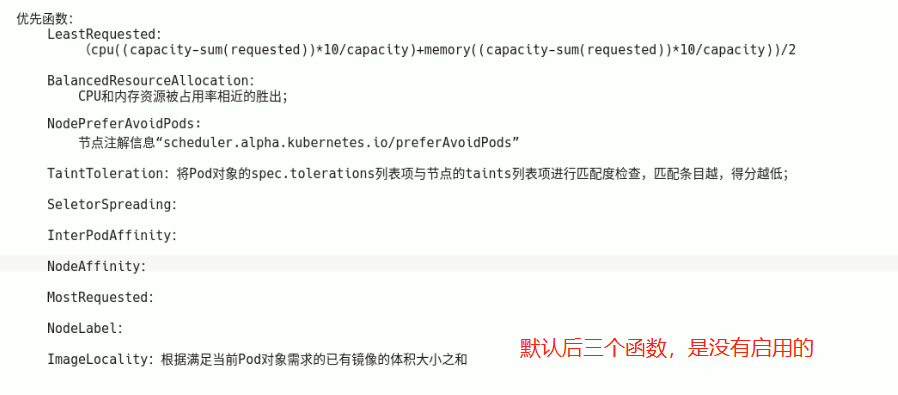 优先函数：
LeastRequested：
（cpu((capacity-sum(requested))*10/capacity)+memory((capacity-sum(requested))*10/capacity))/2
BalancedResourceAllocation：
CPU和内存资源被占用率相近的胜出；
NodePreferAvoidPods：
节点注解信息“scheduler.alpha.kubernetes.io/preferAvoidPods”
TaintToleration：将Pod对象的spec.tolerations列表项与节点的taints列表项进行匹配度检查，匹配条目越，得分越低；
SeletorSpreading：
InterPodAffinity：
NodeAffinity：
MostRequested：
NodeLabel：
ImageLocality：根据满足当前Pod对象需求的已有镜像的体积大小之和
默认后三个函数，是没有启用的